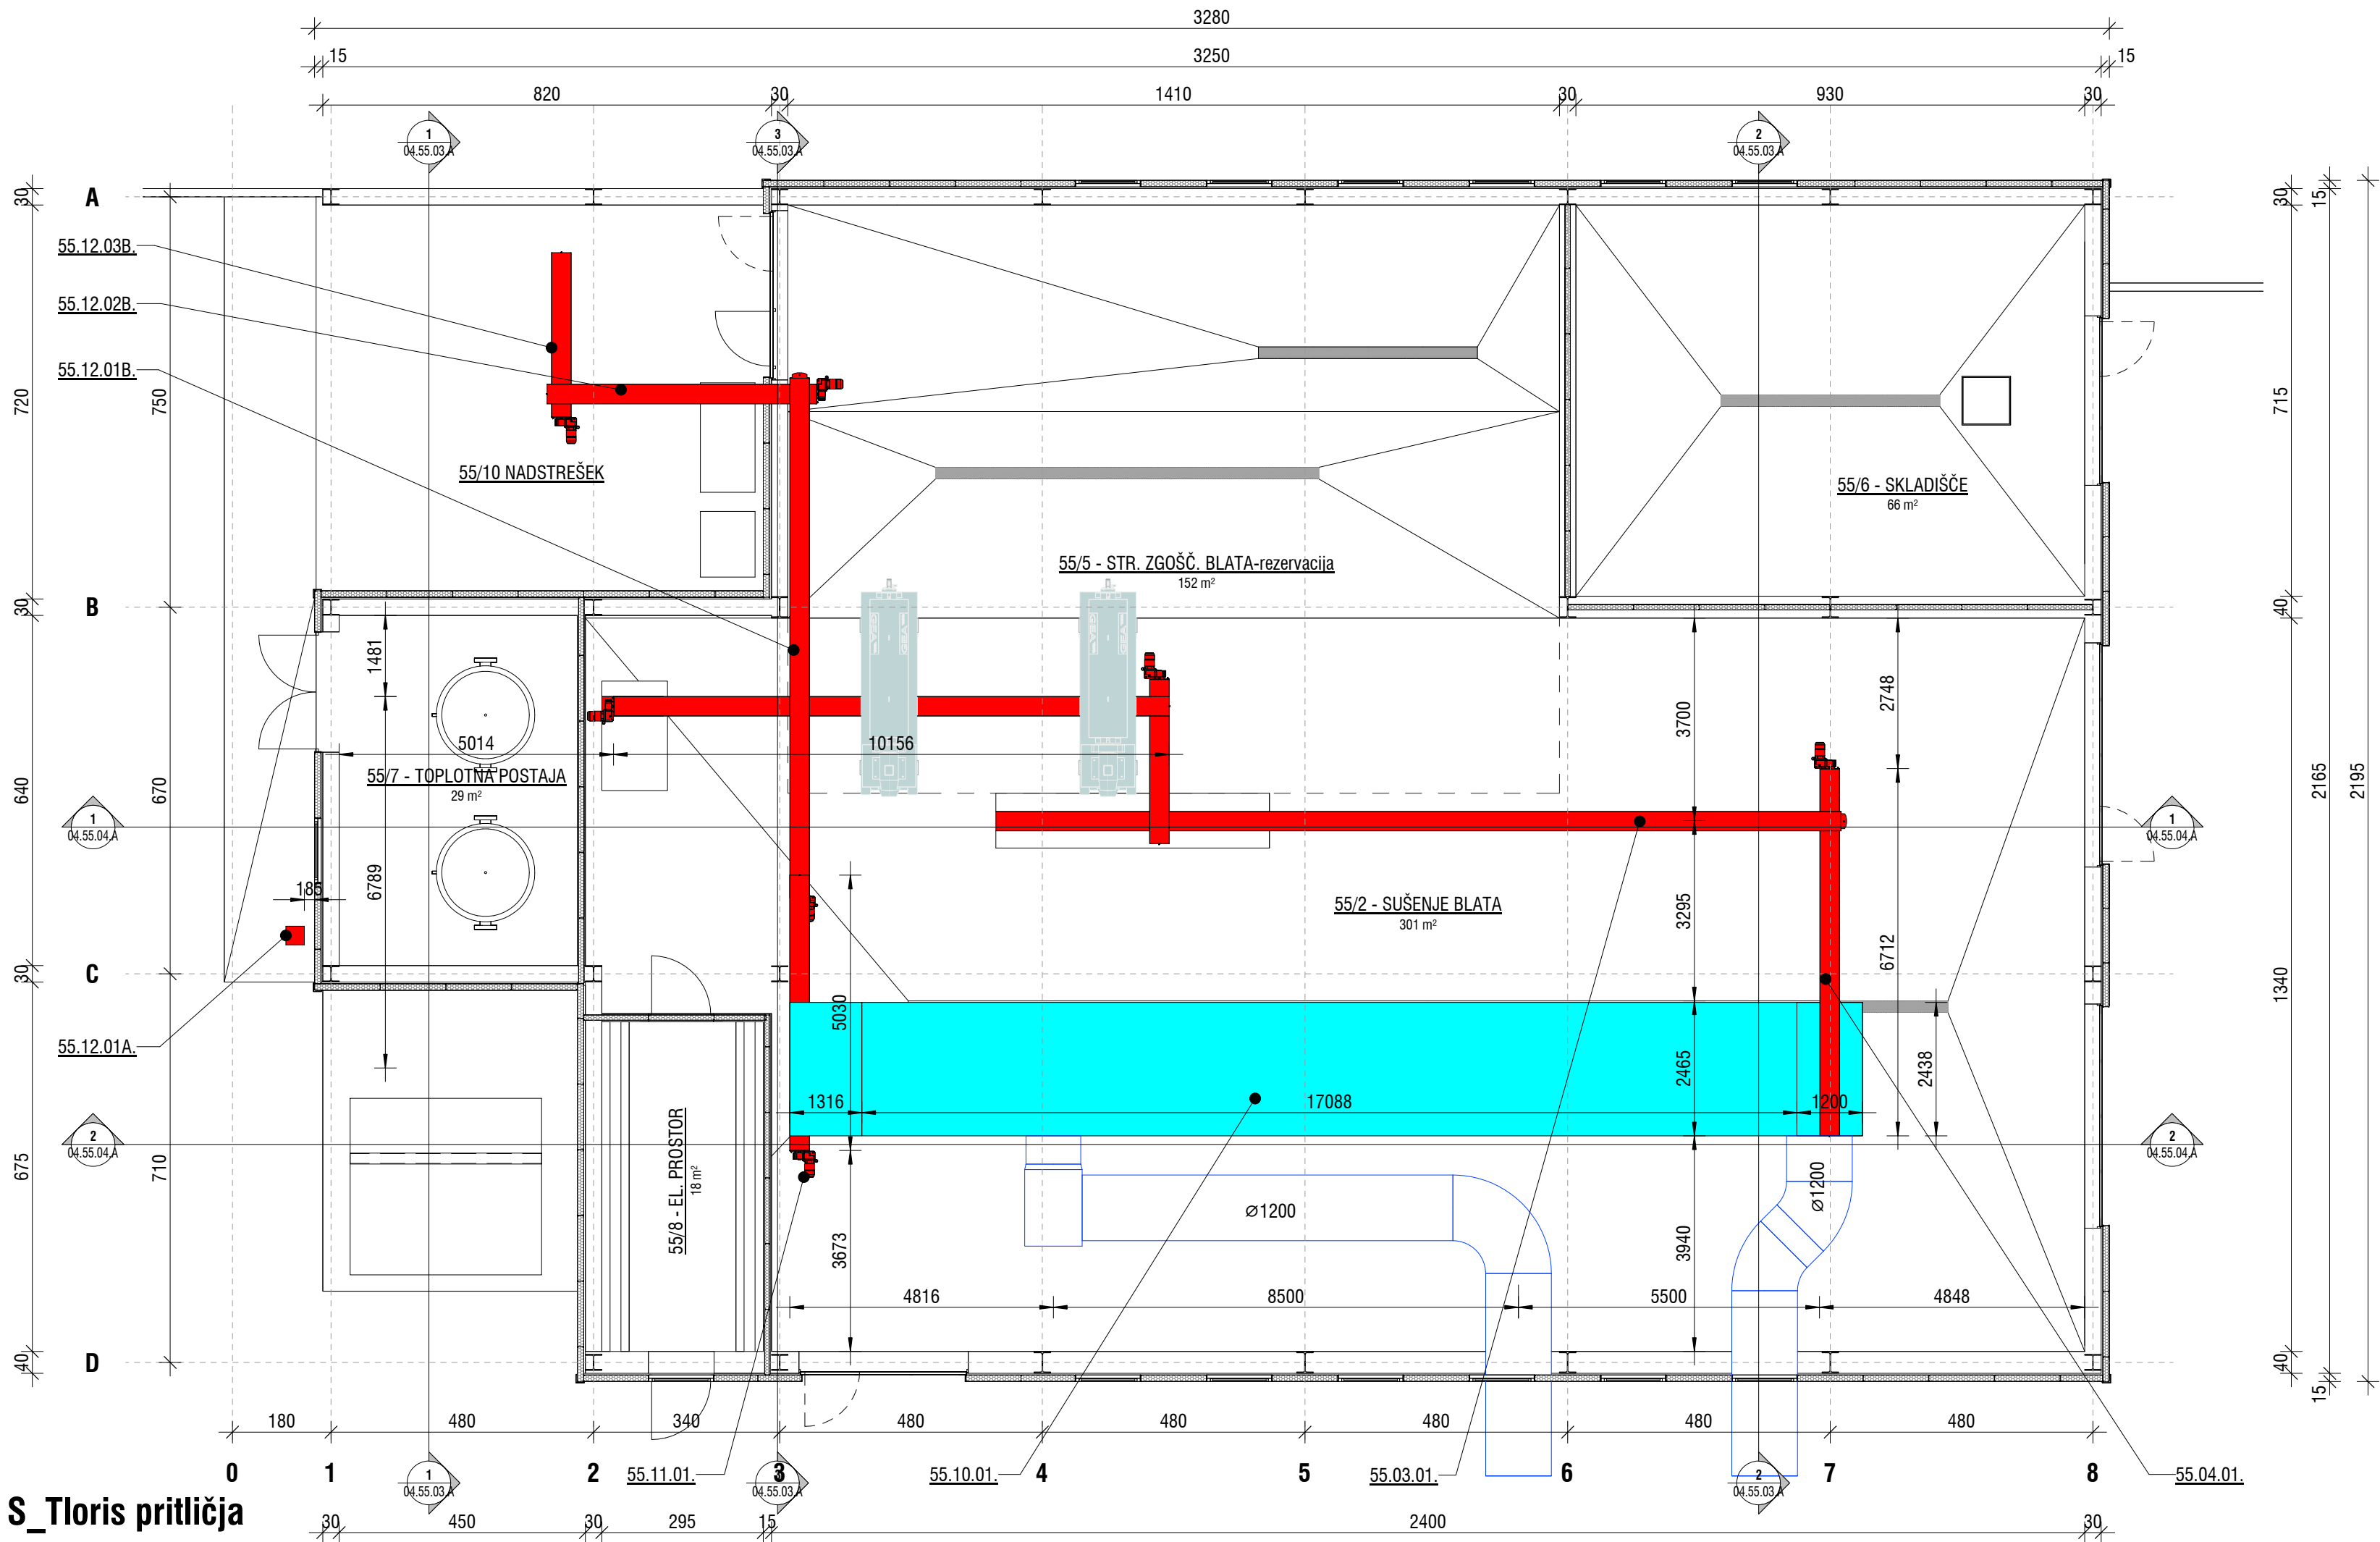 3280
15 3250 15
820 30 1410 30 930 30
1 04.55.03.A
3 04.55.03.A
2 04.55.03.A
A
30
30
15
55.12.03B.
55.12.02B.
55.12.01B.
720
750
715
55/10 NADSTREŠEK
55/6 - SKLADIŠČE
66 m²
55/5 - STR. ZGOŠČ. BLATA-rezervacija
152 m²
B
30
40
1481
3700
2748
5014
10156
55/7 - TOPLOTNA POSTAJA
29 m²
640
670
2165
2195
1 04.55.04.A
1 04.55.04.A
6789
185
3295
55/2 - SUŠENJE BLATA
301 m²
6712
C
30
1340
5030
55.12.01A.
2465
2438
1316
17088
1200
2 04.55.04.A
2 04.55.04.A
675
710
55/8 - EL. PROSTOR
18 m²
Ø1200
Ø1200
3673
3940
4816
8500
5500
4848
D
40
40
15
180 480 340 480 480 480 480 480
0 1 2 3 4 5 6 7 8
1 04.55.03.A
3 04.55.03.A
2 04.55.03.A
55.11.01.
55.10.01.
55.03.01.
55.04.01.
S_Tloris pritličja
30 450 30 295 15 2400 30